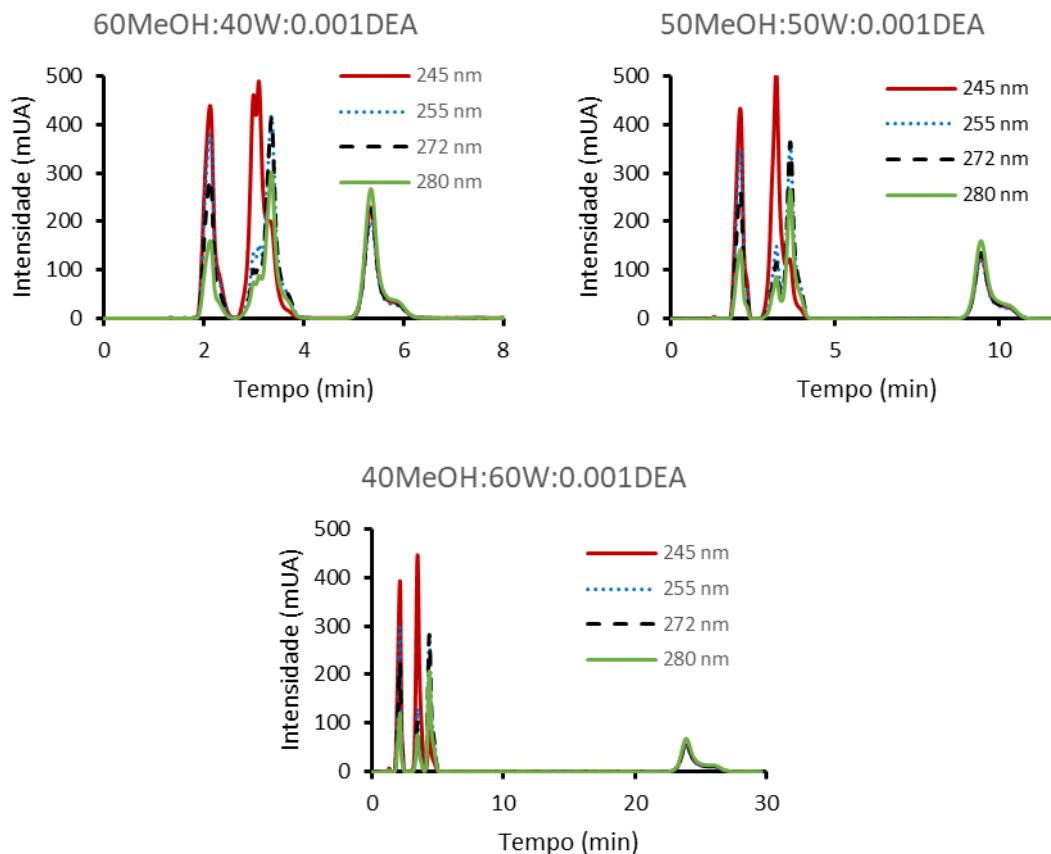 60MeOH:40W:0.001DEA
500
400
300
200
100
0
Intensidade (mUA)
0 2 4 6 8
Tempo (min)
245 nm
255 nm
272 nm
280 nm
50MeOH:50W:0.001DEA
500
400
300
200
100
0
Intensidade (mUA)
0 5 10
Tempo (min)
245 nm
255 nm
272 nm
280 nm
40MeOH:60W:0.001DEA
500
400
300
200
100
0
Intensidade (mUA)
0 10 20 30
Tempo (min)
245 nm
255 nm
272 nm
280 nm